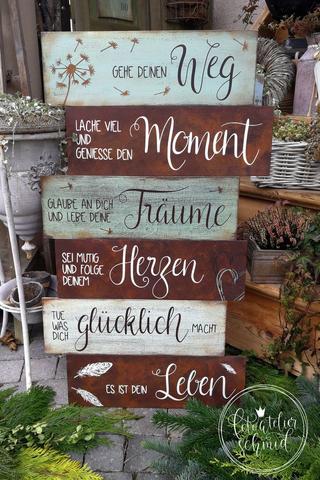 GEHE DEINEN Weg
LACHE VIEL
UND
GENIESSE DEN Moment
GLAUBE AN DICH
UND LEBE DEINE Träume
SEI MUTIG
UND FOLGE
DEINEM Herzen
TUE
WAS
DICH glücklich MACHT
ES IST DEIN Leben
fotoatelier
schmid